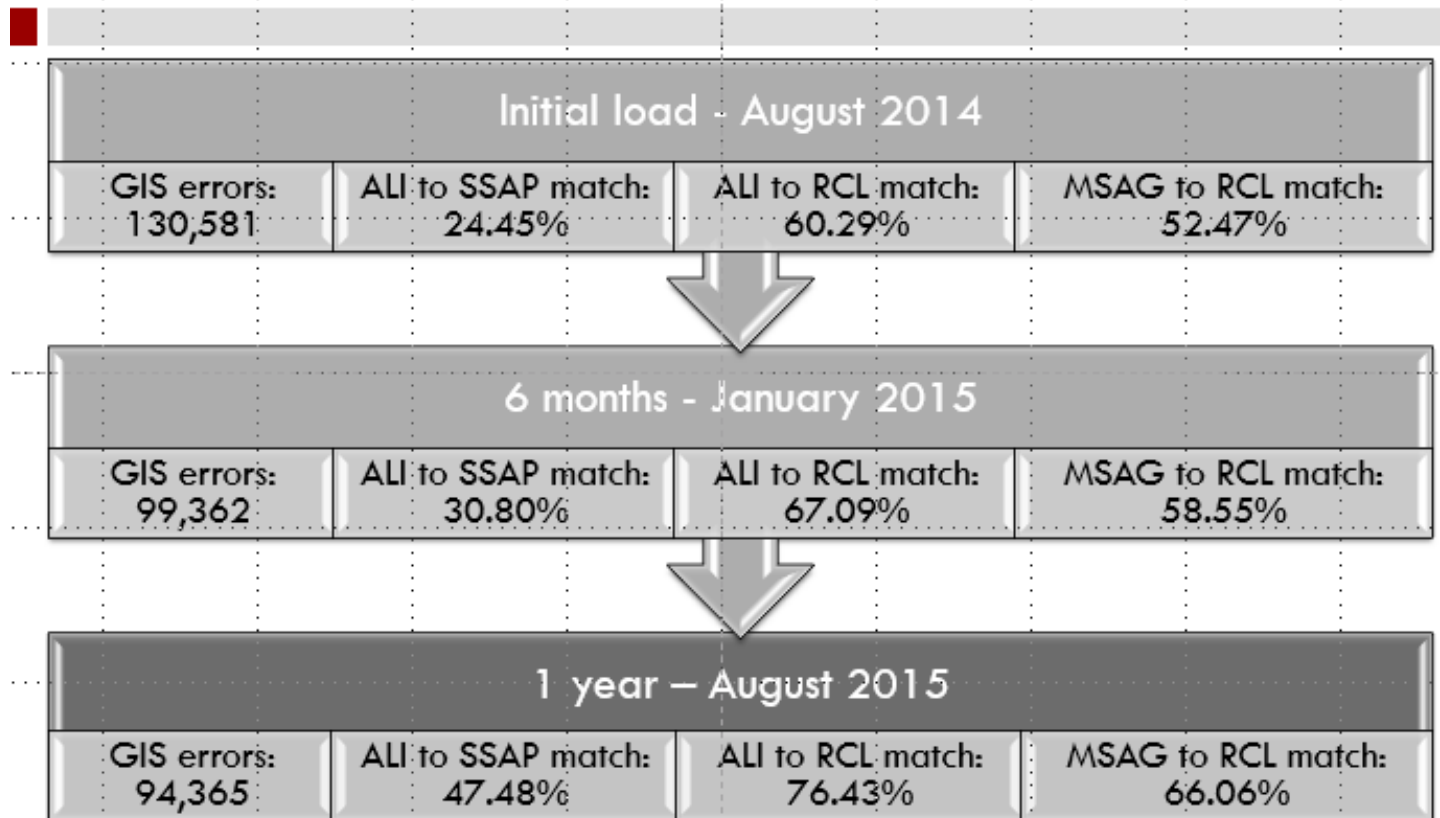 Initial load - August 2014
GIS errors:
130,581
ALI to SSAP match:
24.45%
ALI to RCL match:
60.29%
MSAG to RCL match:
52.47%
6 months - January 2015
GIS errors:
99,362
ALI to SSAP match:
30.80%
ALI to RCL match:
67.09%
MSAG to RCL match:
58.55%
1 year – August 2015
GIS errors:
94,365
ALI to SSAP match:
47.48%
ALI to RCL match:
76.43%
MSAG to RCL match:
66.06%